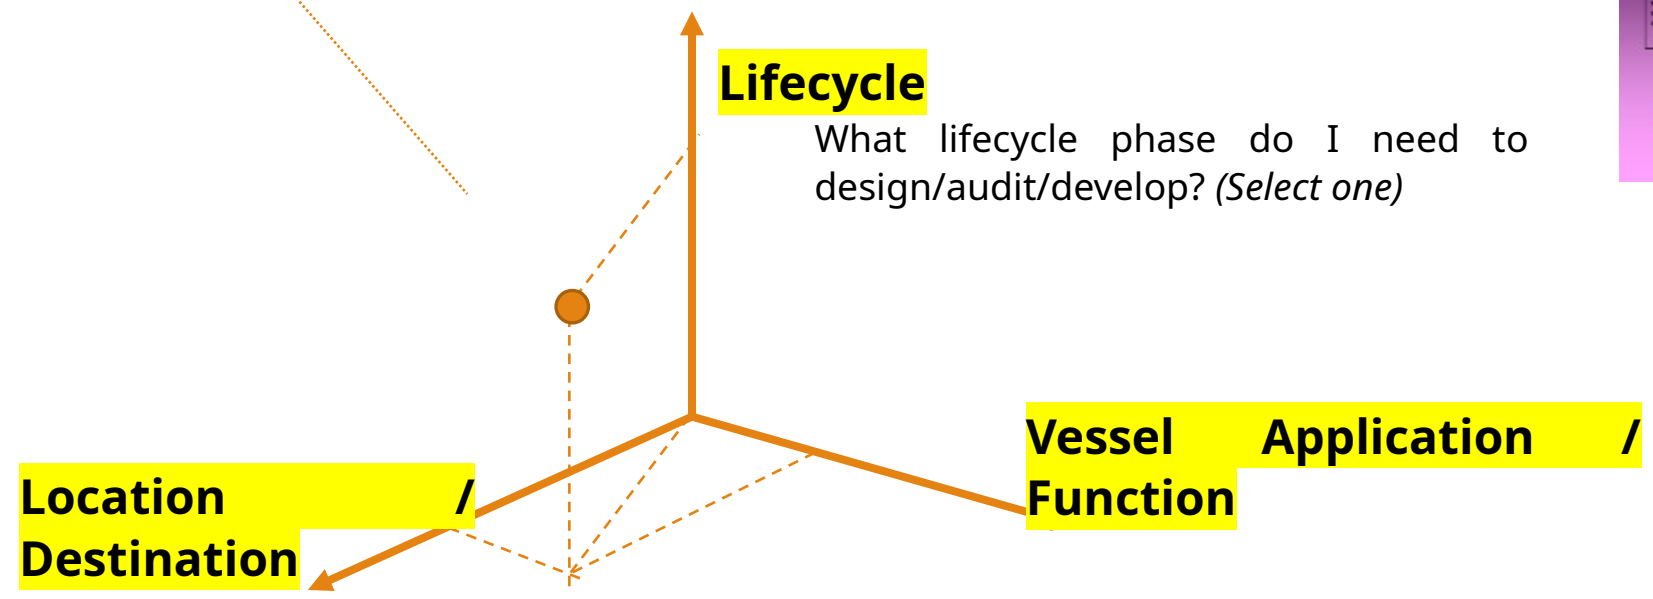 Lifecycle
What lifecycle phase do I need to
design/audit/develop? (Select one)
Vessel Application /
Function
Location /
Destination